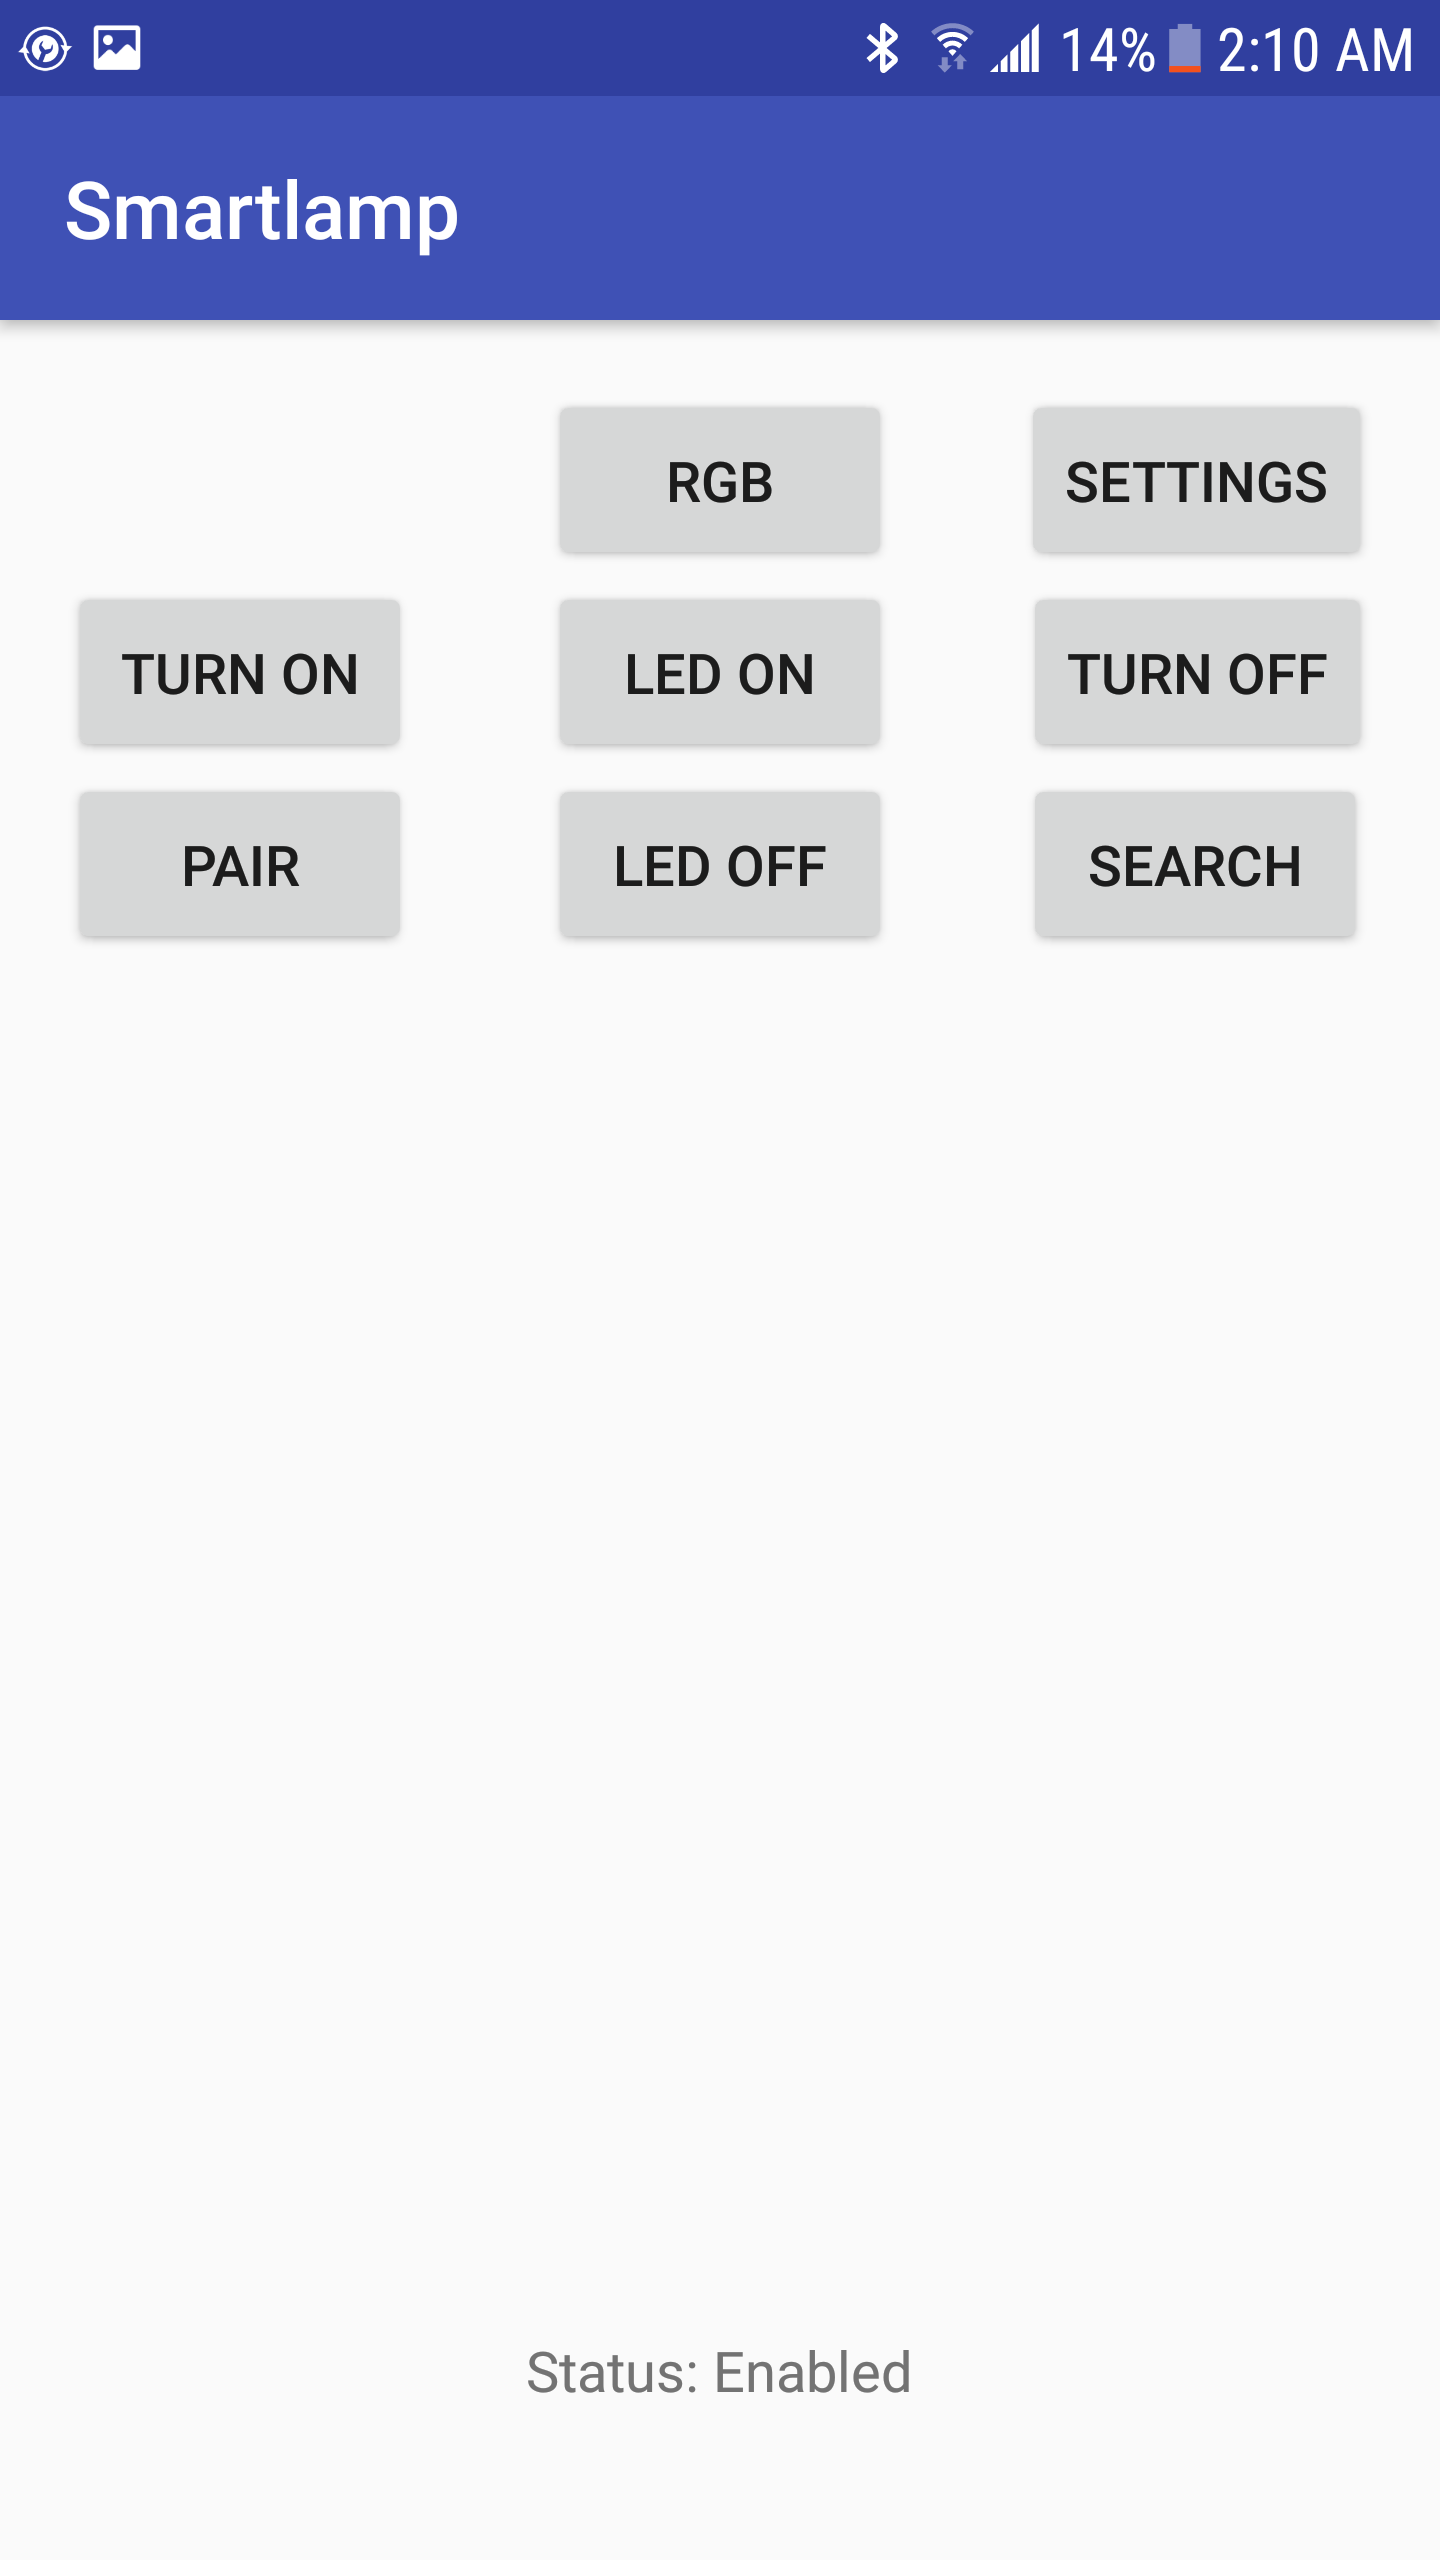 14% 2:10 AM
Smartlamp
RGB SETTINGS
TURN ON LED ON TURN OFF
PAIR LED OFF SEARCH
Status: Enabled